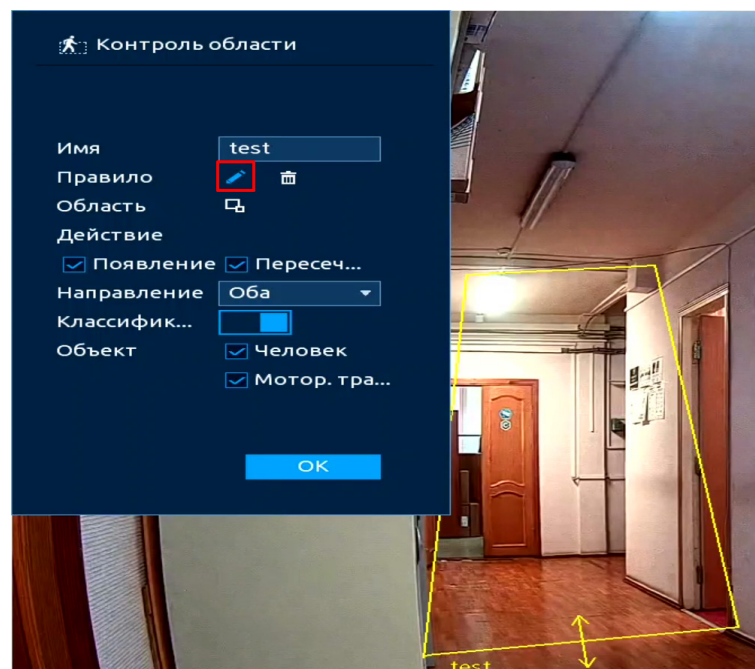 Контроль области
Имя test
Правило
Область
Действие
Появление Пересеч...
Направление Оба
Классифик...
Объект Человек
Мотор. тра...
OK
test